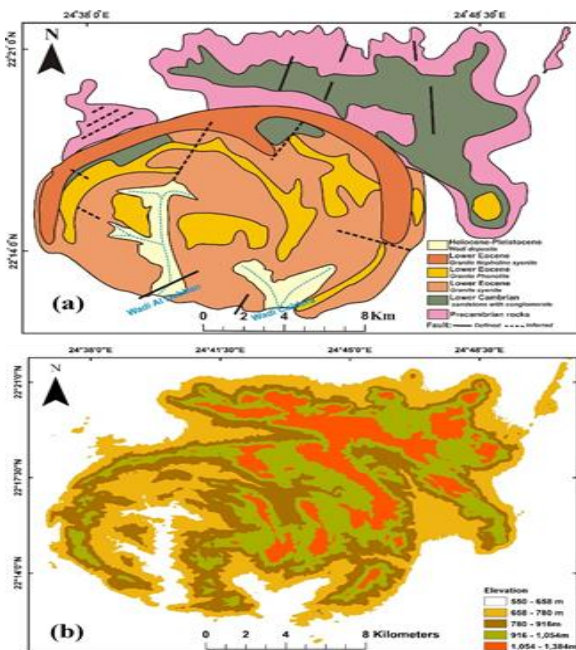 24°38'0"E
24°48'30"E
22°21'0"N
N
22°14'0"N
Holocene-Pleistocene
Wadi deposits
Lower Eocene
Granite Nepheline syenite
Lower Eocene
Granite Phonolite
Lower Eocene
Granite syenite
Lower Cambrian
sandstone with conglomerate
Precambrian rocks
Fault:
Defined
Inferred
(a)
Wadi
Wadi
0 4 8 Km
24°38'0"E
24°41'30"E
24°45'0"E
24°48'30"E
N
22°21'0"N
22°17'30"N
22°14'0"N
Elevation
550 - 658 m
658 - 780 m
780 - 916m
916 - 1,054m
1,054 - 1,384m
(b)
0 2 4 8 Kilometers